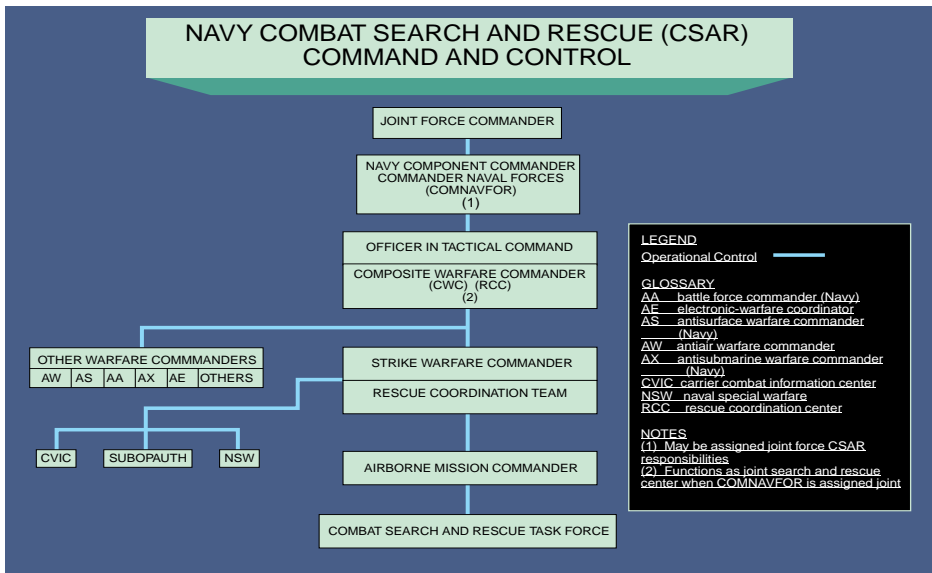 NAVY COMBAT SEARCH AND RESCUE (CSAR)
COMMAND AND CONTROL
JOINT FORCE COMMANDER
NAVY COMPONENT COMMANDER
COMMANDER NAVAL FORCES
(COMNAVFOR)
(1)
OFFICER IN TACTICAL COMMAND
COMPOSITE WARFARE COMMANDER
(CWC) (RCC)
(2)
OTHER WARFARE COMMMANDERS
AW AS AA AX AE OTHERS
STRIKE WARFARE COMMANDER
RESCUE COORDINATION TEAM
CVIC
SUBOPAUTH
NSW
AIRBORNE MISSION COMMANDER
COMBAT SEARCH AND RESCUE TASK FORCE
LEGEND
Operational Control
GLOSSARY
AA battle force commander (Navy)
AE electronic-warfare coordinator
AS antisurface warfare commander
(Navy)
AW antiair warfare commander
AX antisubmarine warfare commander
(Navy)
CVIC carrier combat information center
NSW naval special warfare
RCC rescue coordination center
NOTES
(1) May be assigned joint force CSAR
responsibilities
(2) Functions as joint search and rescue
center when COMNAVFOR is assigned joint